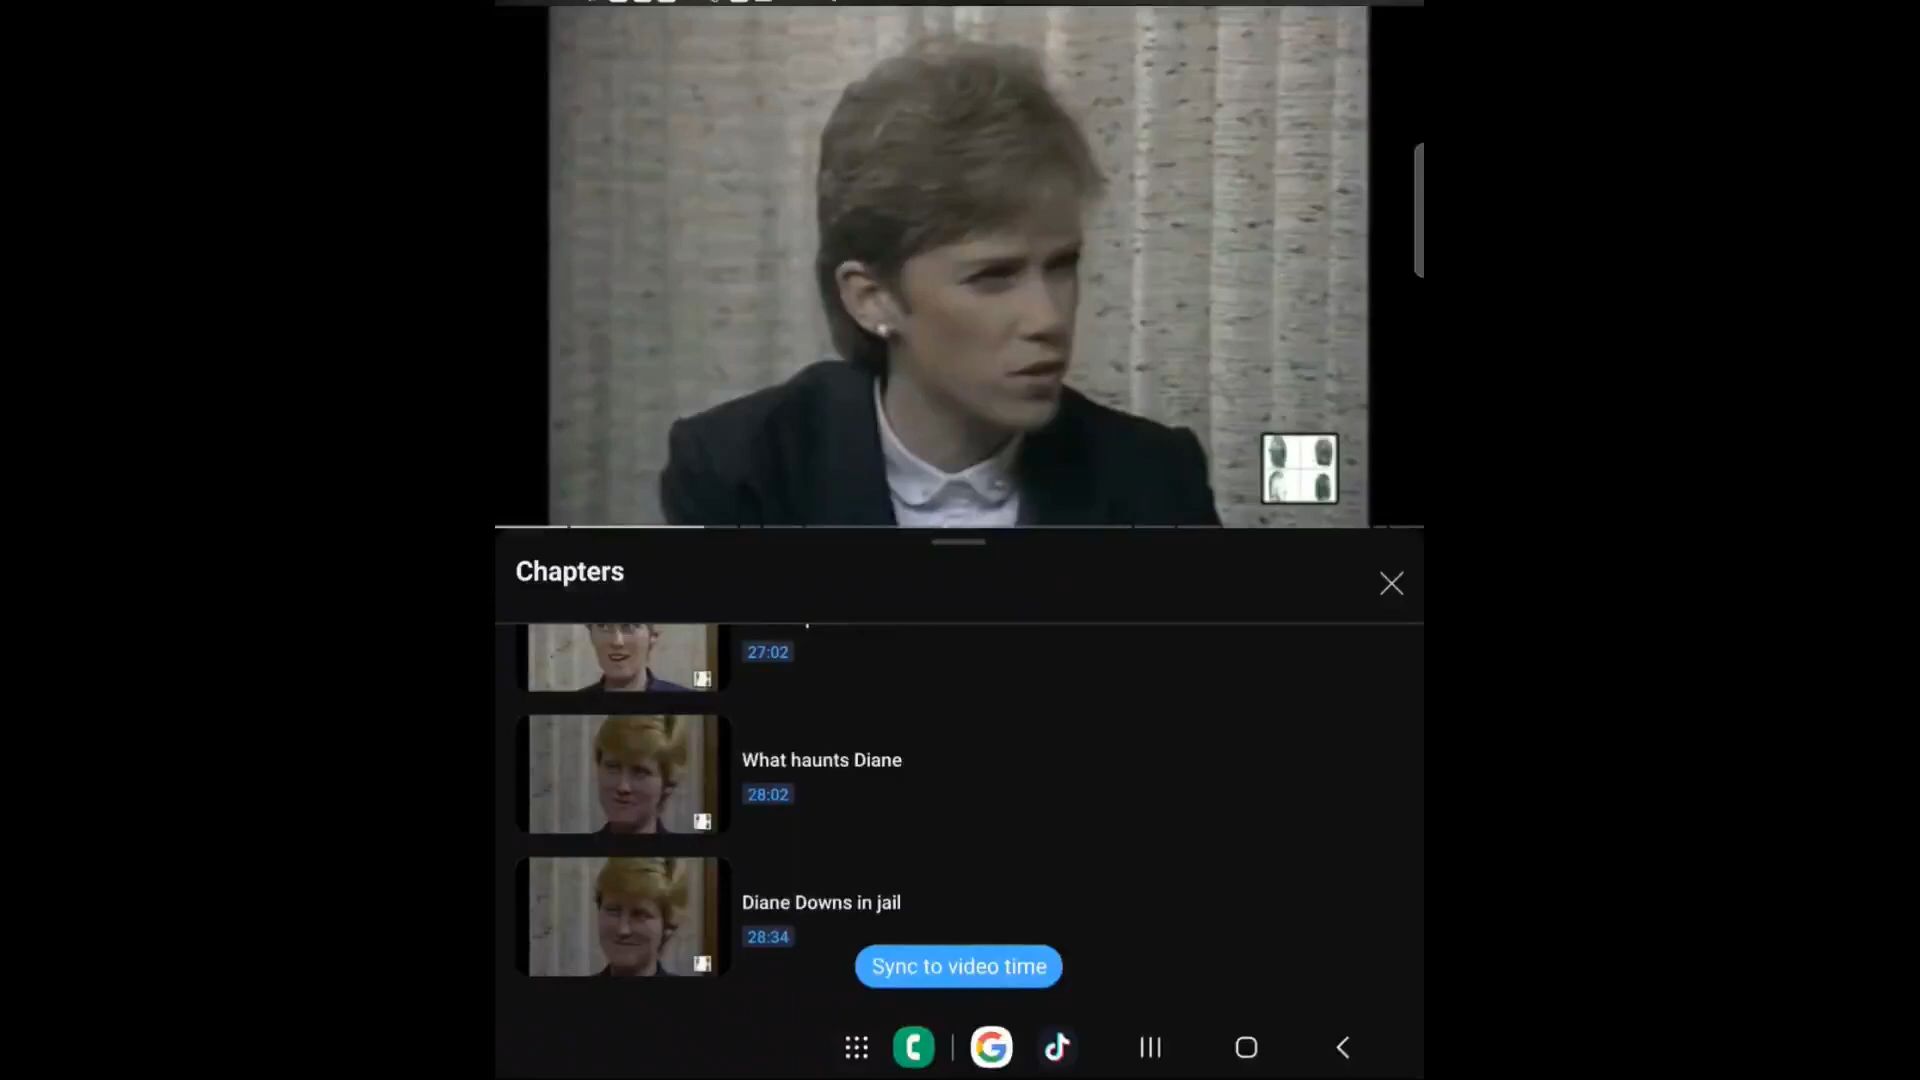 Chapters
27:02
What haunts Diane
28:02
Diane Downs in jail
28:34
Sync to video time